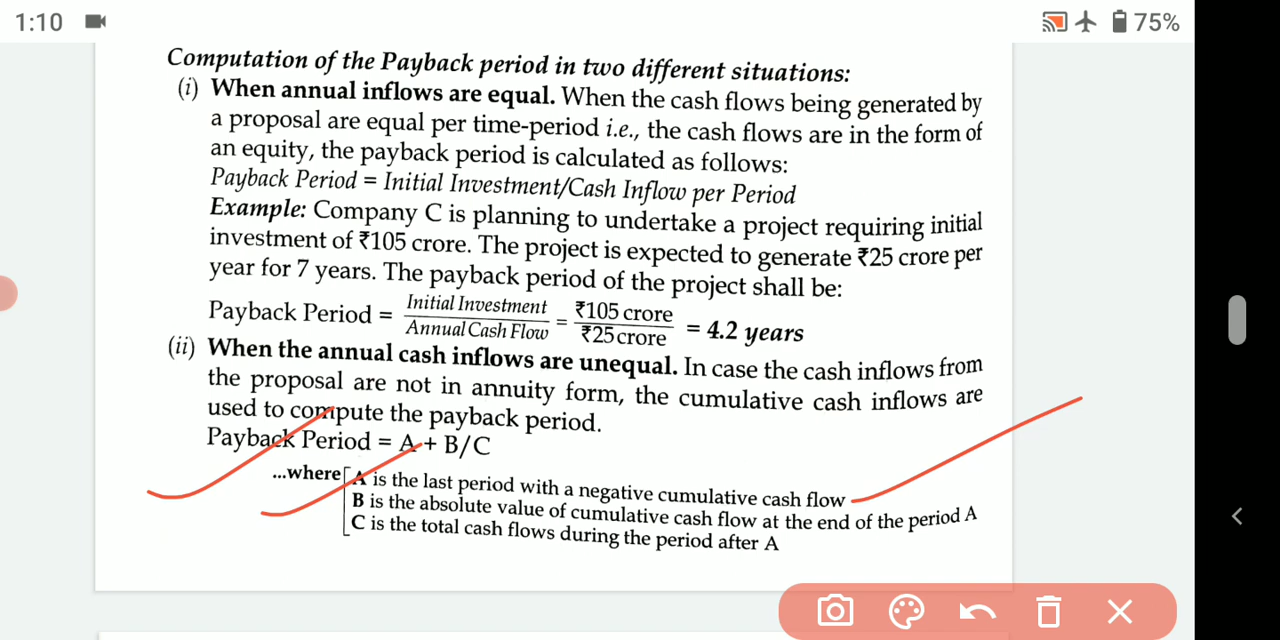 1:10
75%
Computation of the Payback period in two different situations:
(i) When annual inflows are equal. When the cash flows being generated by
a proposal are equal per time-period i.e., the cash flows are in the form of
an equity, the payback period is calculated as follows:
Payback Period = Initial Investment/Cash Inflow per Period
Example: Company C is planning to undertake a project requiring initial
investment of ₹105 crore. The project is expected to generate ₹25 crore per
year for 7 years. The payback period of the project shall be:
Payback Period = Initial Investment / Annual Cash Flow = ₹105 crore / ₹25 crore = 4.2 years
(ii) When the annual cash inflows are unequal. In case the cash inflows from
the proposal are not in annuity form, the cumulative cash inflows are
used to compute the payback period.
Payback Period = A + B/C
...where [A is the last period with a negative cumulative cash flow
B is the absolute value of cumulative cash flow at the end of the period A
C is the total cash flows during the period after A